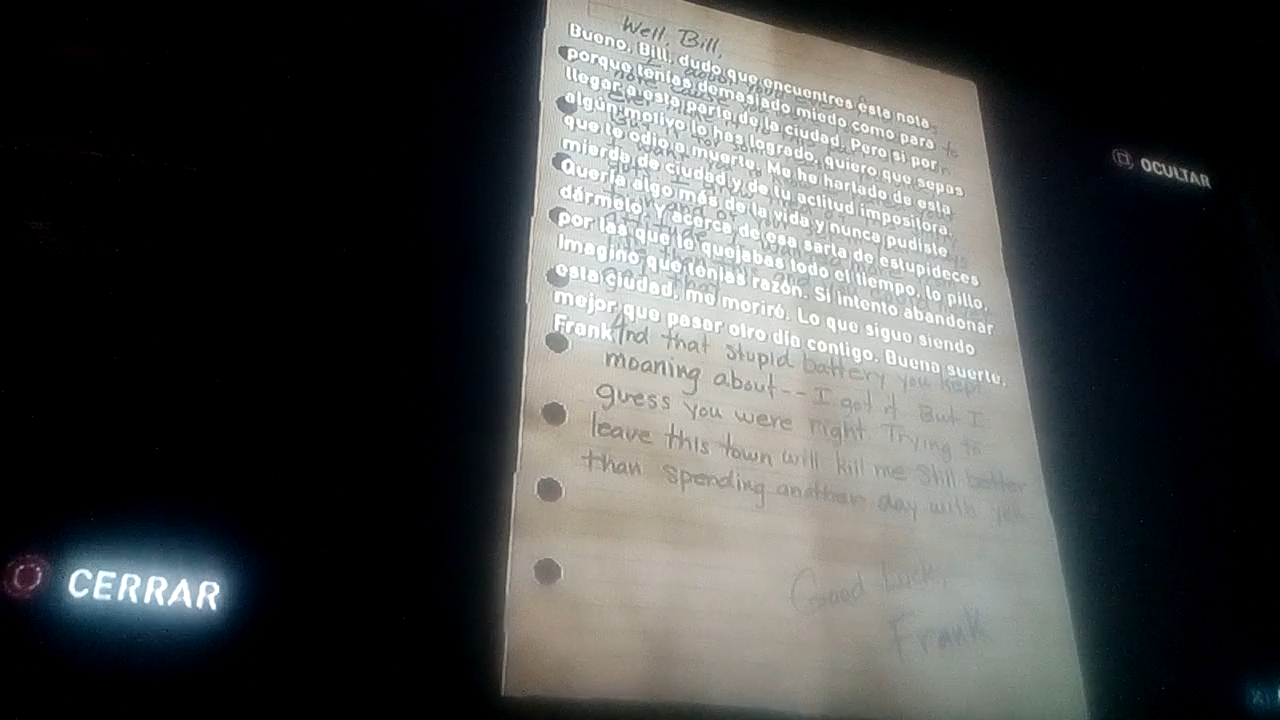 Well, Bill,
Bueno, Bill, dudo que encuentres esta nota,
porque tenías demasiado miedo como para
llegar a esta parte de la ciudad. Pero si por
algún motivo lo has logrado, quiero que sepas
que te odio a muerte. Me he hartado de esta
mierda de ciudad y de tu actitud impositora.
Quería algo más de la vida y nunca pudiste
dármelo. Y acerca de esa sarta de estupideces
por las que te quejabas todo el tiempo, lo pillo.
Imagino que tenías razón. Si intento abandonar
esta ciudad, me moriré. Lo que sigue siendo
mejor que pasar otro día contigo. Buena suerte,
Frank
And that stupid battery you kept
moaning about -- I got it. But I
guess you were right. Trying to
leave this town will kill me. Still better
than spending another day with you.
Good Luck,
Frank
OCULTAR
CERRAR